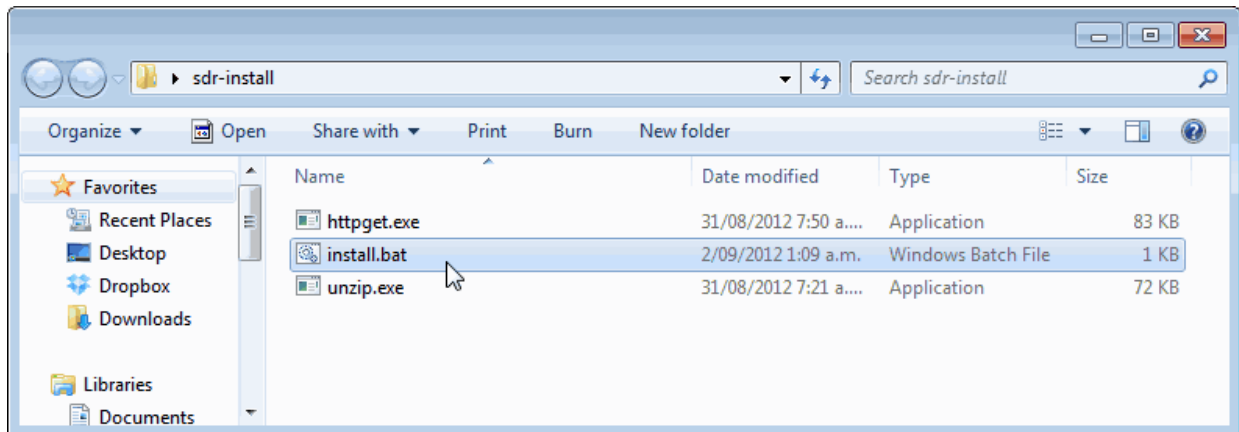 sdr-install
Search sdr-install
Organize Open Share with Print Burn New folder
Favorites
Recent Places
Desktop
Dropbox
Downloads
Libraries
Documents
Name Date modified Type Size
httpget.exe 31/08/2012 7:50 a.... Application 83 KB
install.bat 2/09/2012 1:09 a.m. Windows Batch File 1 KB
unzip.exe 31/08/2012 7:21 a.... Application 72 KB